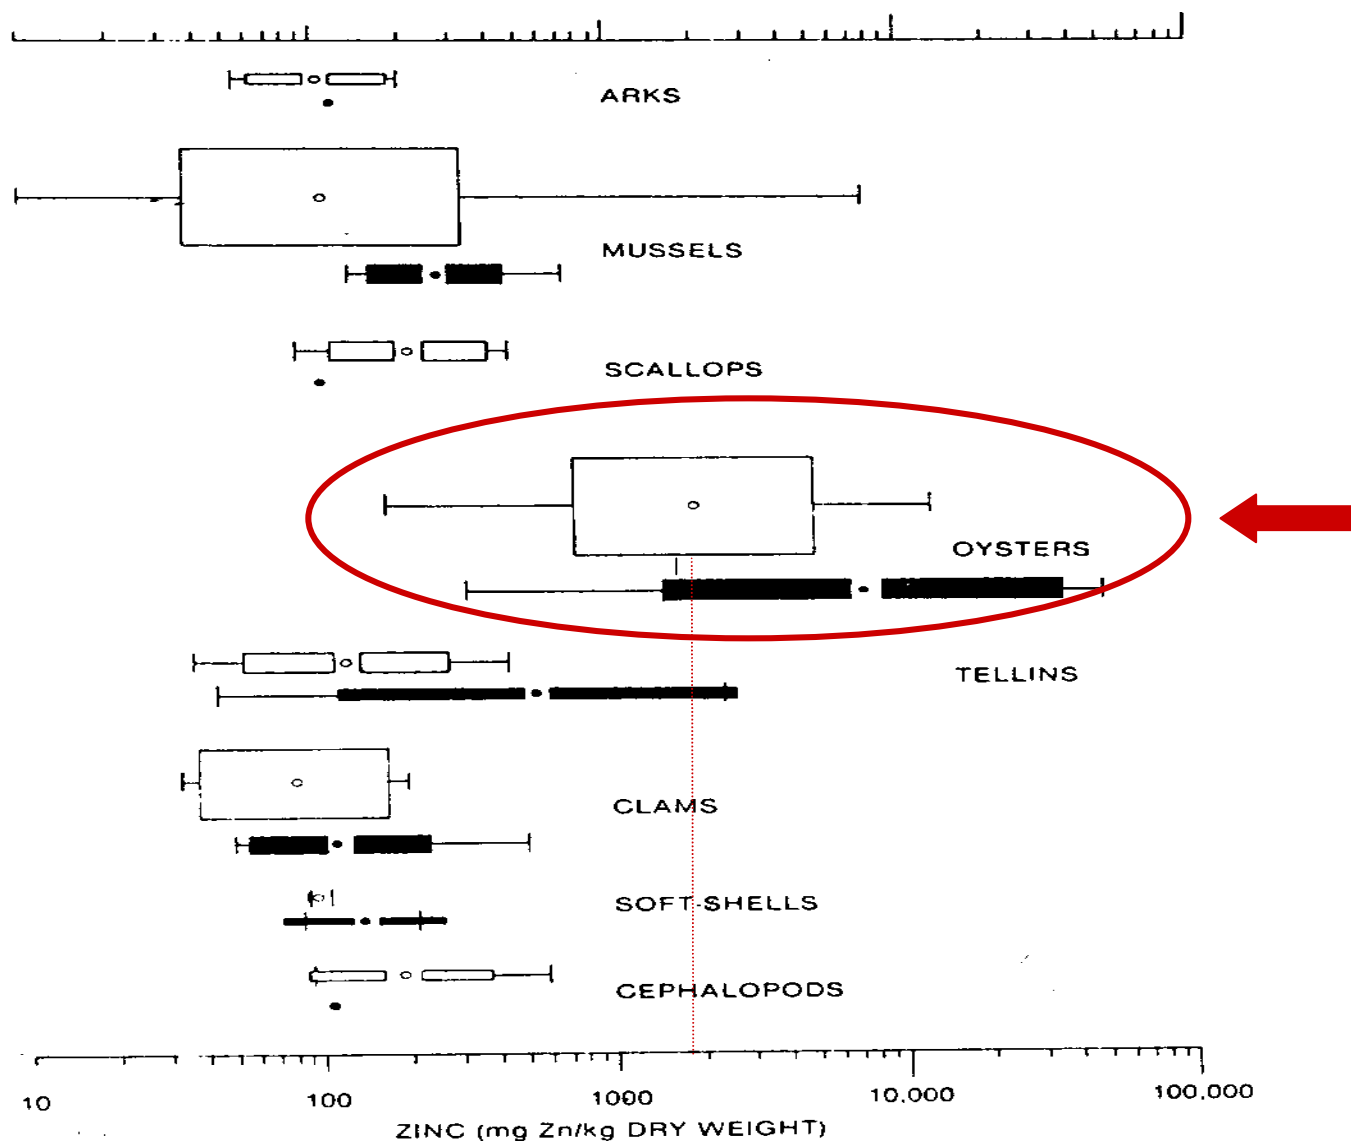 ARKS
MUSSELS
SCALLOPS
OYSTERS
TELLINS
CLAMS
SOFT-SHELLS
CEPHALOPODS
10 100 1000 10,000 100,000
ZINC (mg Zn/kg DRY WEIGHT)